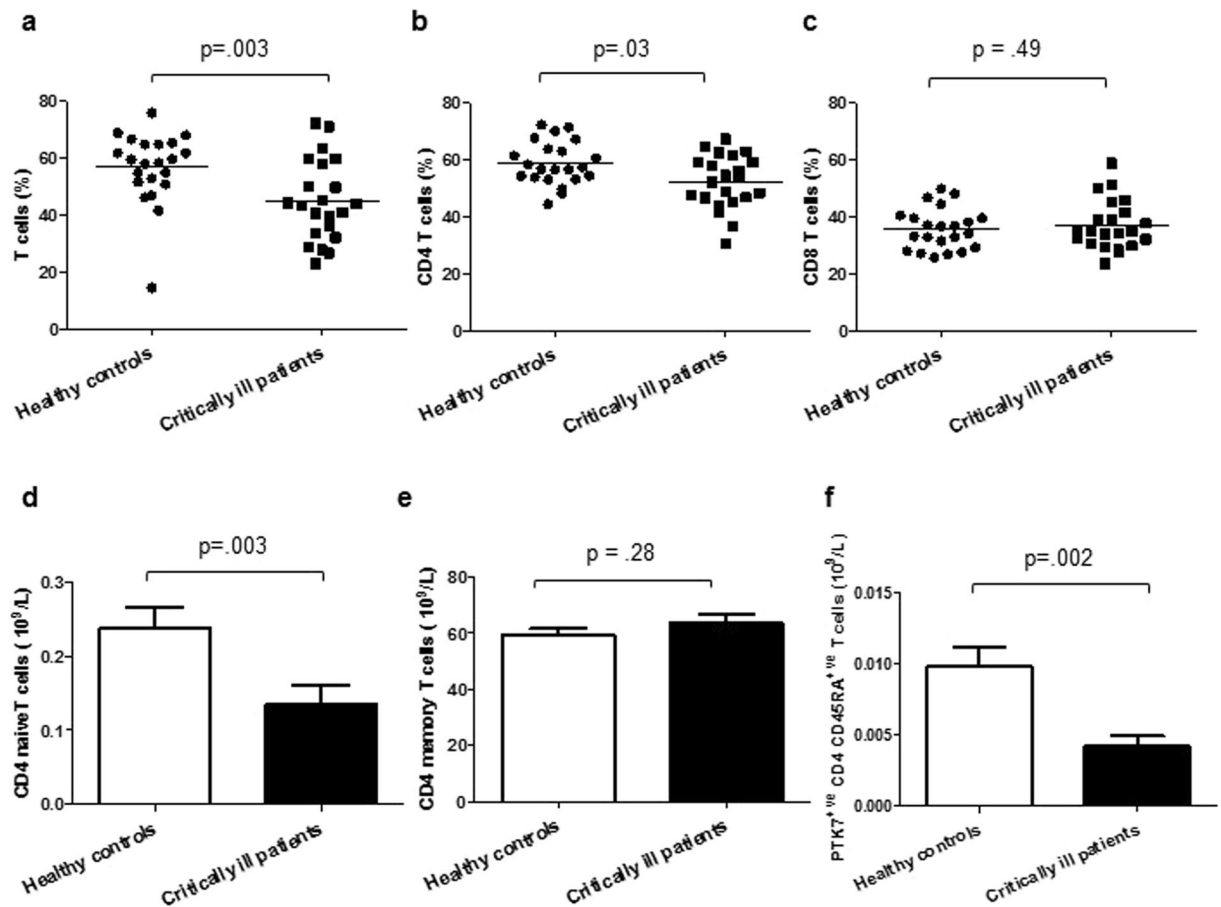 a
p=.003
T cells (%)
80
60
40
20
0
Healthy controls
Critically ill patients
b
p=.03
CD4 T cells (%)
80
60
40
20
0
Healthy controls
Critically ill patients
c
p = .49
CD8 T cells (%)
80
60
40
20
0
Healthy controls
Critically ill patients
d
p=.003
CD4 naive T cells ( 10⁹/L)
0.3
0.2
0.1
0.0
Healthy controls
Critically ill patients
e
p = .28
CD4 memory T cells ( 10⁹/L)
80
60
40
20
0
Healthy controls
Critically ill patients
f
p=.002
PTK7⁺ᵛᵉ CD4 CD45RA⁺ᵛᵉ T cells (10⁹/L)
0.015
0.010
0.005
0.000
Healthy controls
Critically ill patients